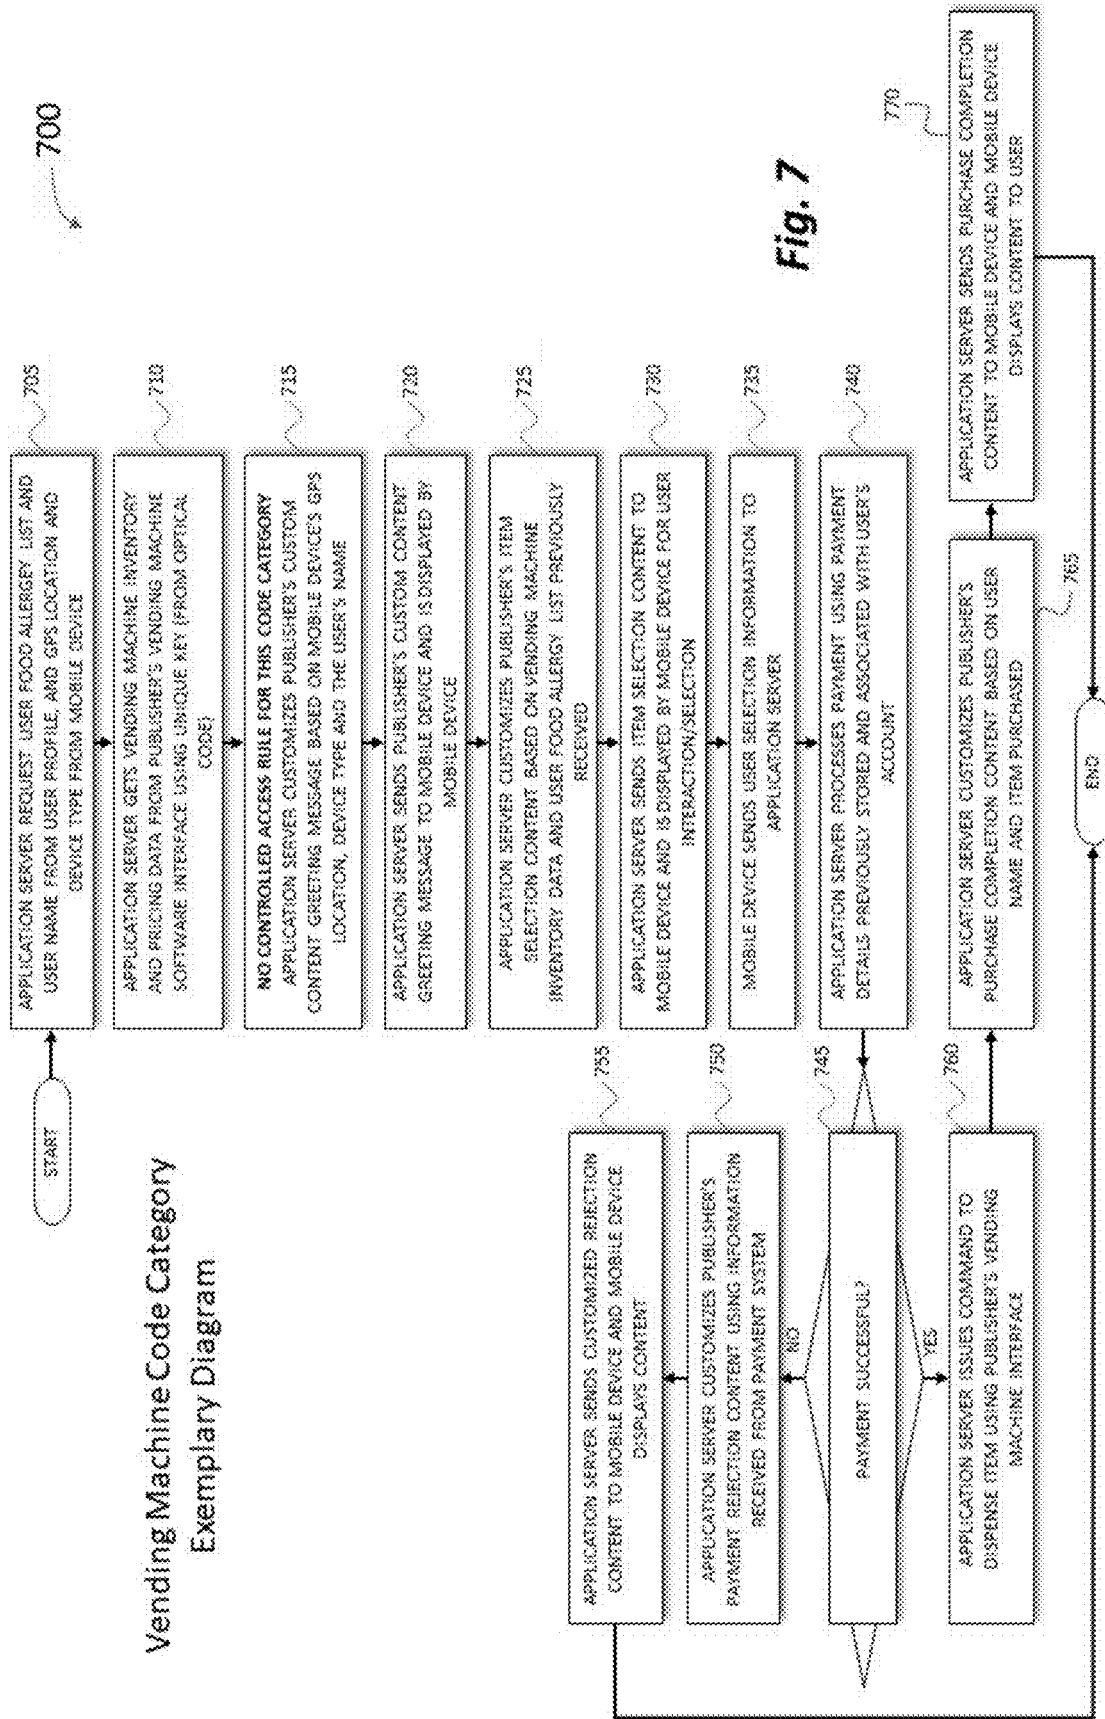 Vending Machine Code Category
Exemplary Diagram
700
START
APPLICATION SERVER REQUEST USER FOOD ALLERGEY LIST AND
USER NAME FROM USER PROFILE, AND GPS LOCATION AND
DEVICE TYPE FROM MOBILE DEVICE
705
APPLICATION SERVER GETS VENDING MACHINE INVENTORY
AND PRICING DATA FROM PUBLISHER'S VENDING MACHINE
SOFTWARE INTERFACE USING UNIQUE KEY (FROM OPTICAL
CODE)
710
NO CONTROLLED ACCESS RULE FOR THIS CODE CATEGORY
APPLICATION SERVER CUSTOMIZES PUBLISHER'S CUSTOM
CONTENT GREETING MESSAGE BASED ON MOBILE DEVICE'S GPS
LOCATION, DEVICE TYPE AND THE USER'S NAME
715
APPLICATION SERVER SENDS PUBLISHER'S CUSTOM CONTENT
GREETING MESSAGE TO MOBILE DEVICE AND IS DISPLAYED BY
MOBILE DEVICE
720
APPLICATION SERVER CUSTOMIZES PUBLISHER'S ITEM
SELECTION CONTENT BASED ON VENDING MACHINE
INVENTORY DATA AND USER FOOD ALLERGY LIST PREVIOUSLY
RECEIVED
725
APPLICATION SERVER SENDS ITEM SELECTION CONTENT TO
MOBILE DEVICE AND IS DISPLAYED BY MOBILE DEVICE FOR USER
INTERACTION/SELECTION
730
MOBILE DEVICE SENDS USER SELECTION INFORMATION TO
APPLICATION SERVER
735
APPLICATION SERVER PROCESSES PAYMENT USING PAYMENT
DETAILS PREVIOUSLY STORED AND ASSOCIATED WITH USER'S
ACCOUNT
740
APPLICATION SERVER SENDS CUSTOMIZED REJECTION
CONTENT TO MOBILE DEVICE AND MOBILE DEVICE
DISPLAYS CONTENT
755
APPLICATION SERVER CUSTOMIZES PUBLISHER'S
PAYMENT REJECTION CONTENT USING INFORMATION
RECEIVED FROM PAYMENT SYSTEM
750
NO
PAYMENT SUCCESSFUL?
745
YES
APPLICATION SERVER ISSUES COMMAND TO
DISPENSE ITEM USING PUBLISHER'S VENDING
MACHINE INTERFACE
760
APPLICATION SERVER CUSTOMIZES PUBLISHER'S
PURCHASE COMPLETION CONTENT BASED ON USER
NAME AND ITEM PURCHASED
765
APPLICATION SERVER SENDS PURCHASE COMPLETION
CONTENT TO MOBILE DEVICE AND MOBILE DEVICE
DISPLAYS CONTENT TO USER
770
END
Fig. 7